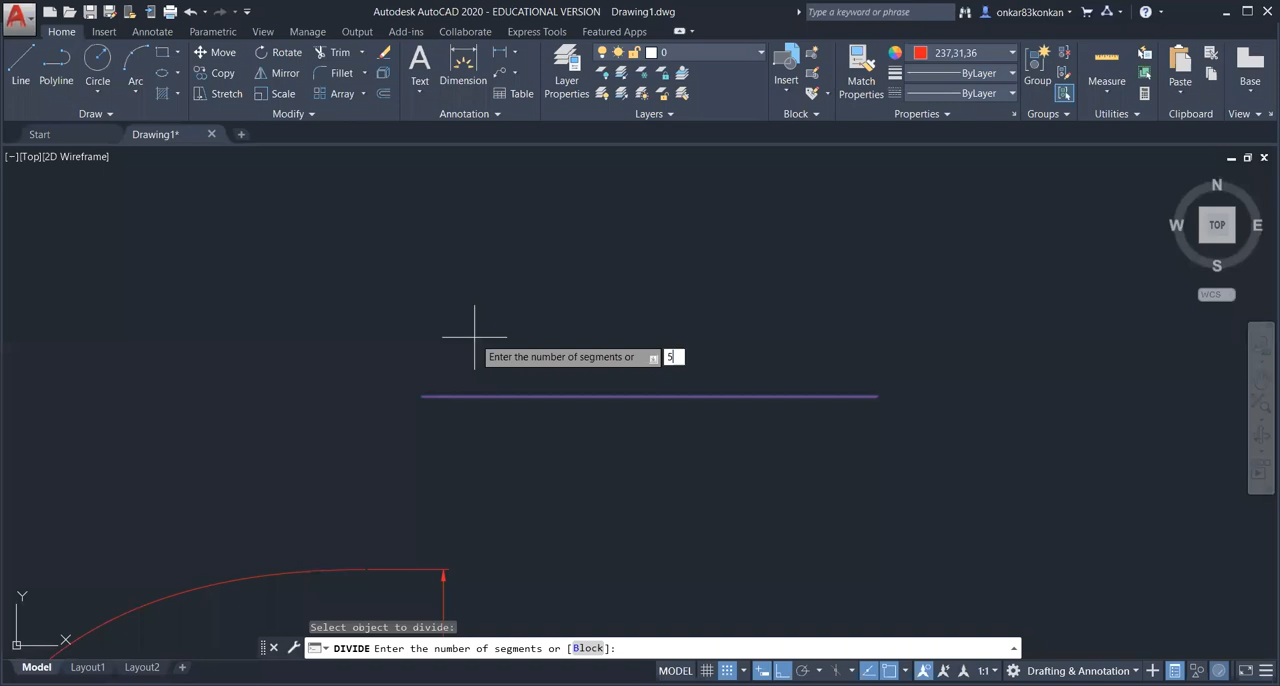 Autodesk AutoCAD 2020 - EDUCATIONAL VERSION Drawing1.dwg
Type a keyword or phrase
onkar83konkan
Home Insert Annotate Parametric View Manage Output Add-ins Collaborate Express Tools Featured Apps
Line Polyline Circle Arc
Move Rotate Trim
Copy Mirror Fillet
Stretch Scale Array
Text Dimension Table
Layer Properties
0
Insert
Match Properties
237,31,36
ByLayer
ByLayer
Group
Measure
Paste
Base
Draw Modify Annotation Layers Block Properties Groups Utilities Clipboard View
Start Drawing1*
[−][Top][2D Wireframe]
N
W TOP E
S
WCS
Enter the number of segments or 5
Y
X
Select object to divide:
DIVIDE Enter the number of segments or [Block]:
Model Layout1 Layout2
MODEL 1:1 Drafting & Annotation